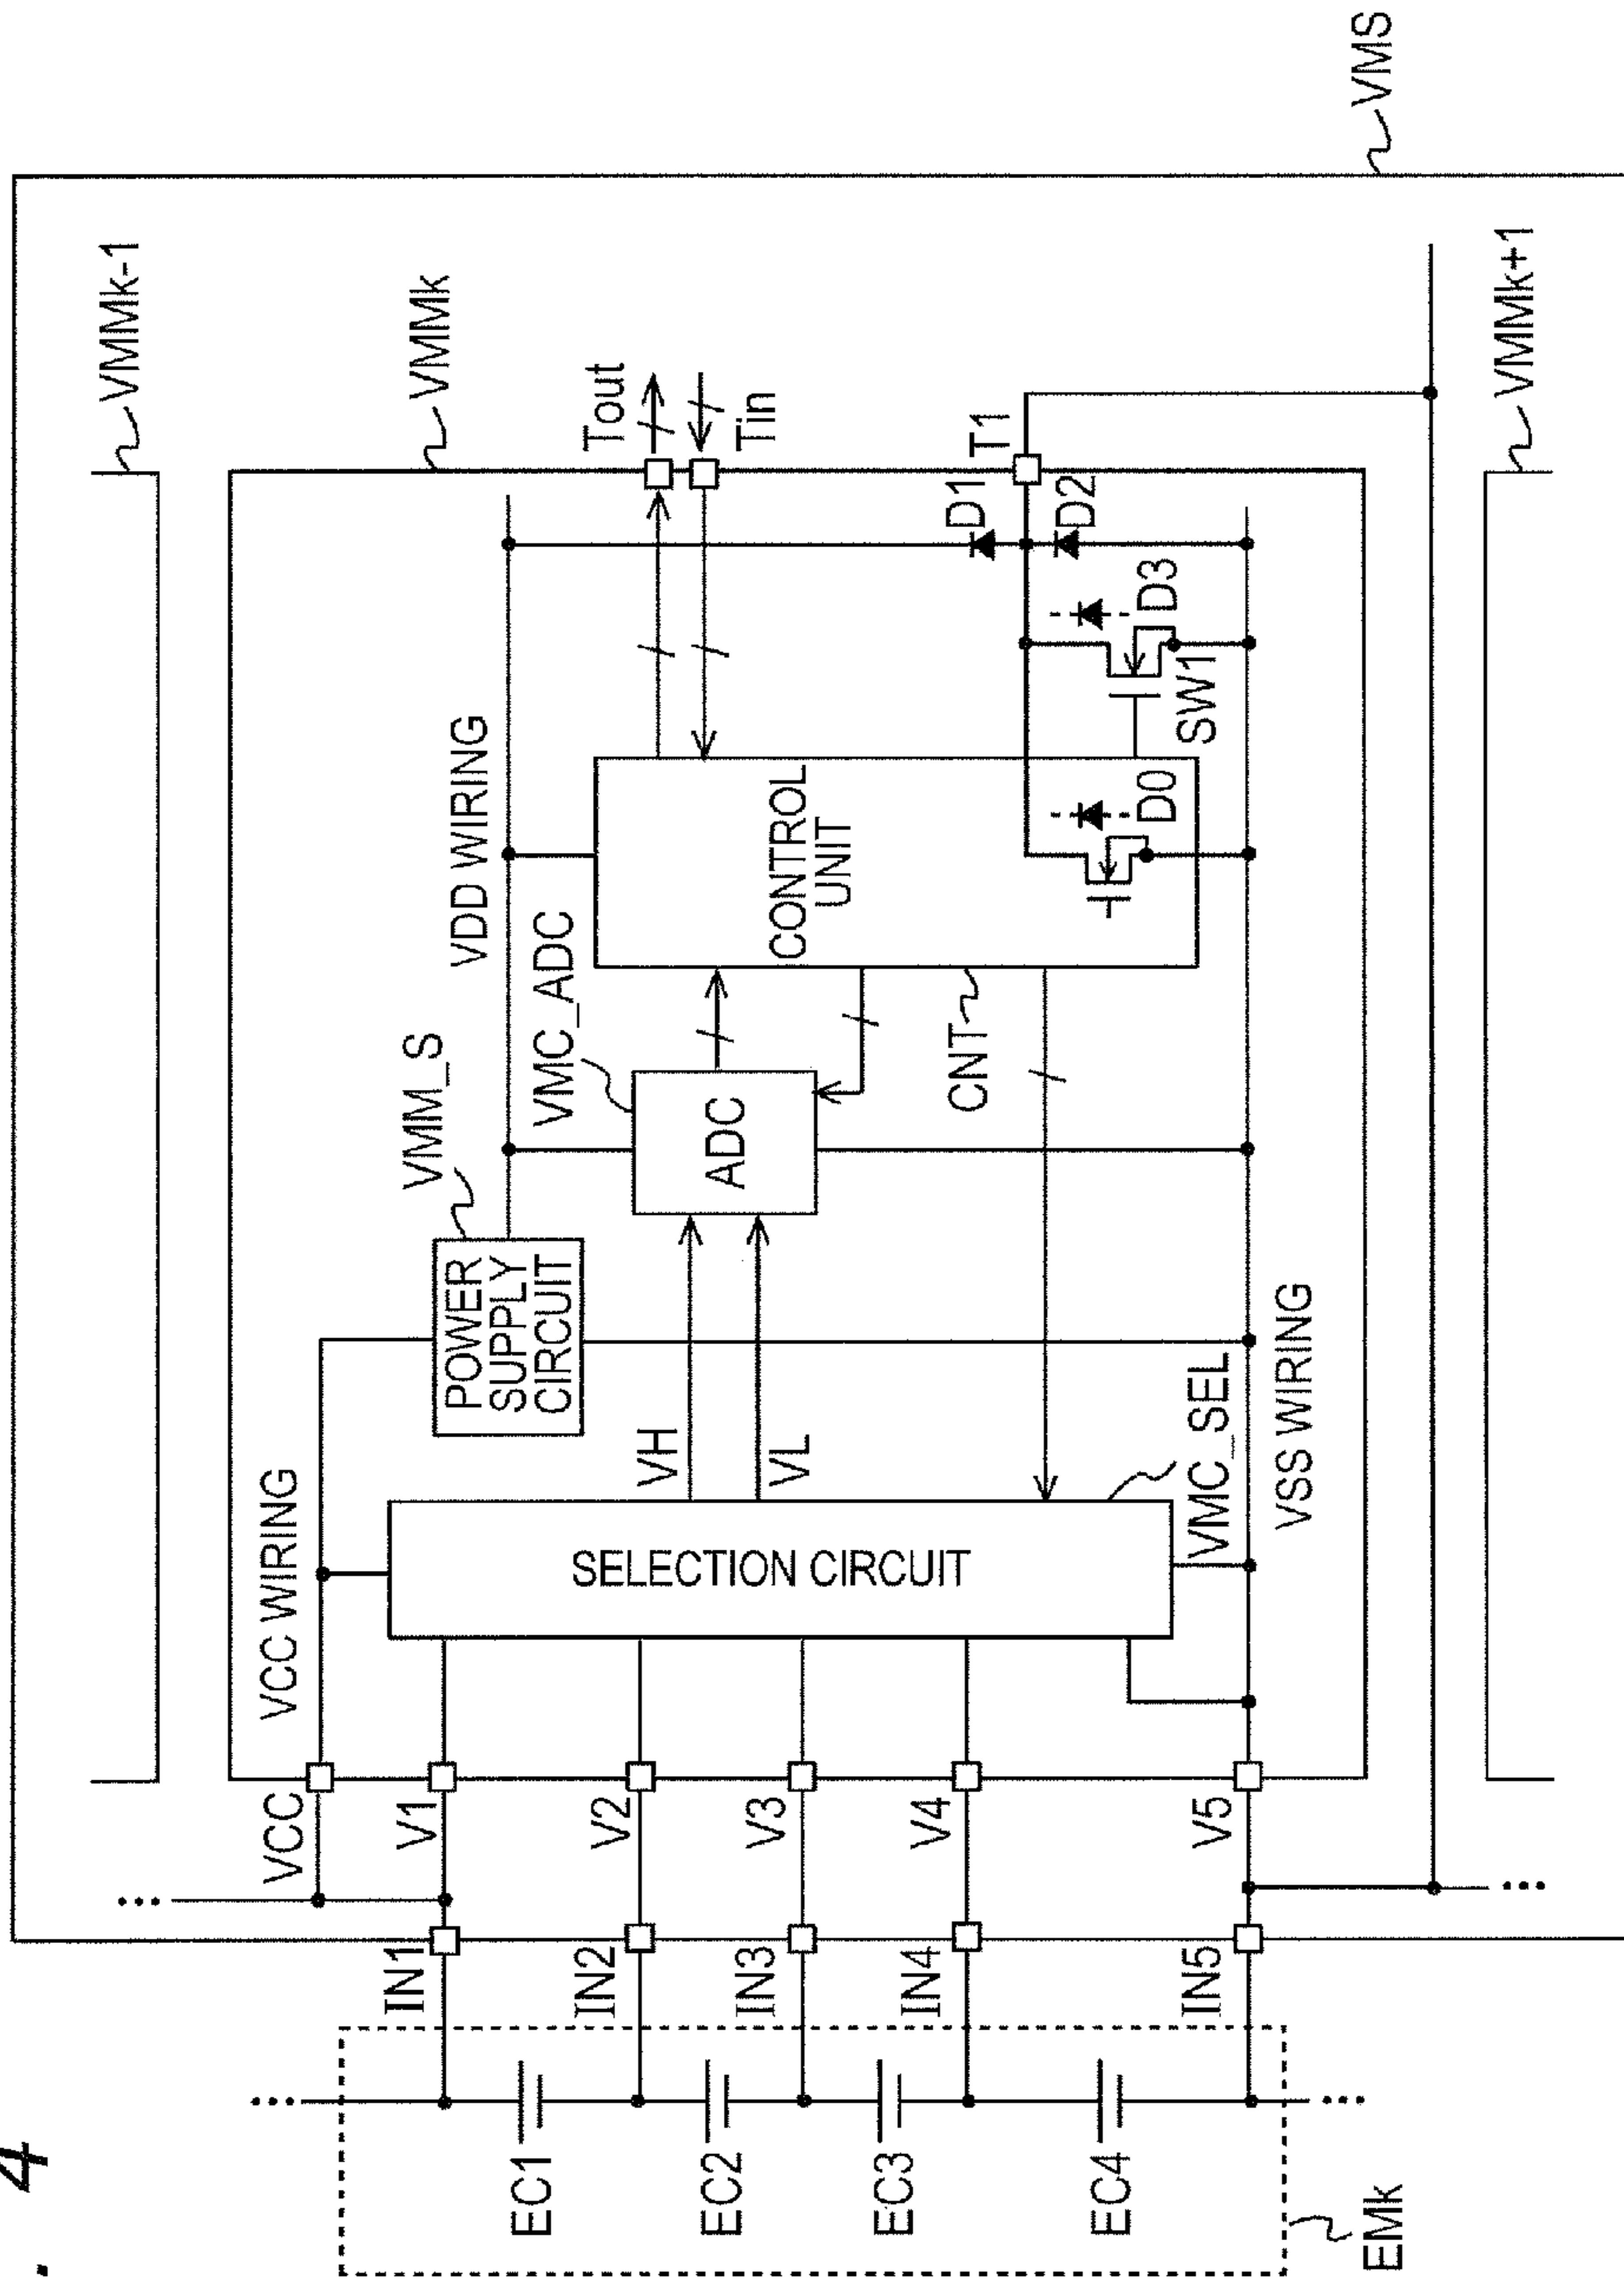 . 4
VMS
VMMk-1
VMMk
VMMk+1
Tout
Tin
T1
D1
D2
D3
SW1
D0
VDD WIRING
VMC_ADC
CONTROL
UNIT
CNT
ADC
VMM_S
POWER
SUPPLY
CIRCUIT
VH
VL
VCC WIRING
SELECTION CIRCUIT
VMC_SEL
VSS WIRING
VCC
V1
V2
V3
V4
V5
IN1
IN2
IN3
IN4
IN5
EC1
EC2
EC3
EC4
EMk